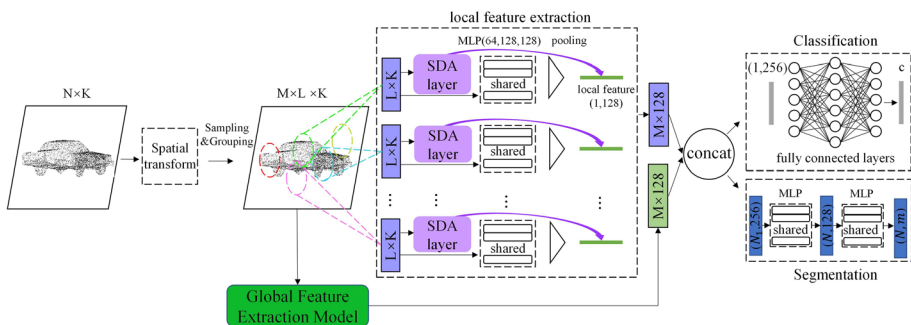 local feature extraction
N×K
Spatial
transform
Sampling
&Grouping
M×L ×K
MLP(64,128,128)
pooling
L×K
SDA
layer
shared
local feature
(1,128)
L×K
SDA
layer
shared
L×K
SDA
layer
shared
Global Feature
Extraction Model
M×128
M×128
concat
Classification
(1,256)
c
fully connected layers
MLP
MLP
(N,256)
shared
(N,128)
shared
(N,m)
Segmentation